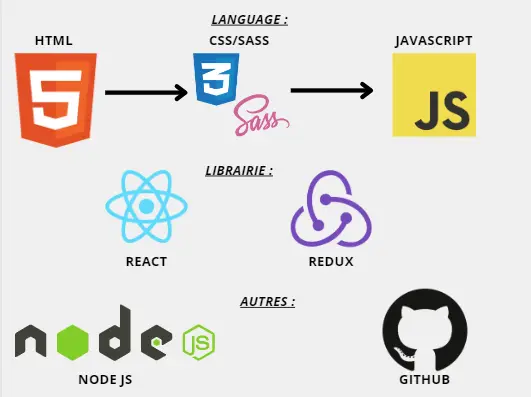 LANGUAGE :
HTML CSS/SASS JAVASCRIPT
5 3 Sass JS
LIBRAIRIE :
REACT REDUX
AUTRES :
node JS
NODE JS GITHUB